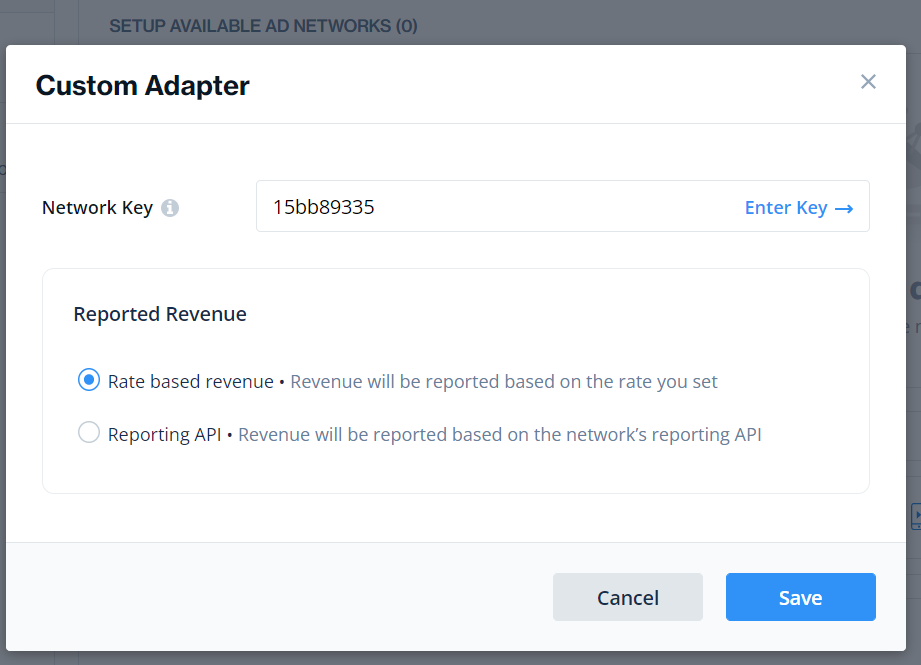 SETUP AVAILABLE AD NETWORKS (0)
Custom Adapter
Network Key
15bb89335
Enter Key →
Reported Revenue
Rate based revenue • Revenue will be reported based on the rate you set
Reporting API • Revenue will be reported based on the network’s reporting API
Cancel
Save